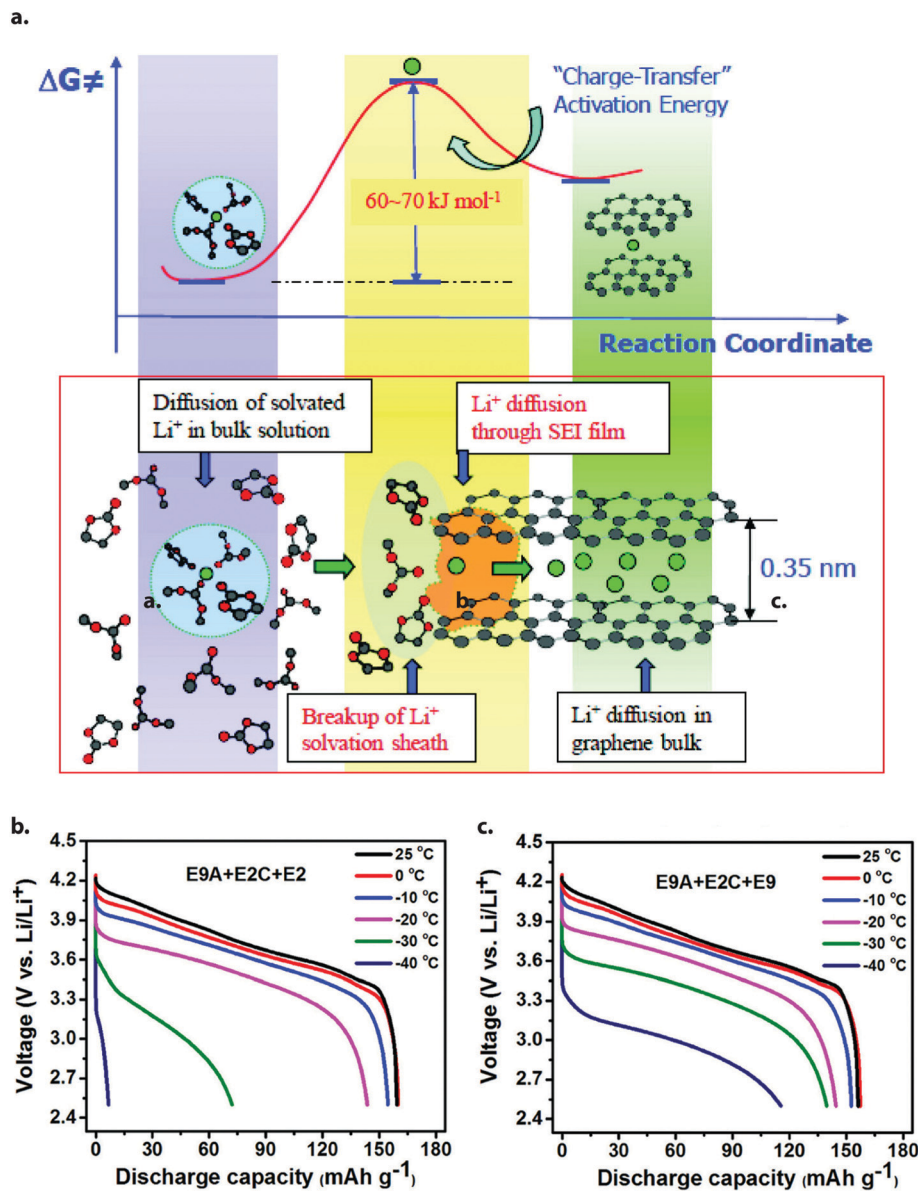 a.
ΔG≠
“Charge-Transfer”
Activation Energy
60~70 kJ mol-1
Reaction Coordinate
Diffusion of solvated
Li+ in bulk solution
Li+ diffusion
through SEI film
0.35 nm
a.
b.
c.
Breakup of Li+
solvation sheath
Li+ diffusion in
graphene bulk
b.
E9A+E2C+E2
25 °C
0 °C
-10 °C
-20 °C
-30 °C
-40 °C
Voltage (V vs. Li/Li+)
4.5
4.2
3.9
3.6
3.3
3.0
2.7
2.4
0
30
60
90
120
150
180
Discharge capacity (mAh g-1)
c.
E9A+E2C+E9
25 °C
0 °C
-10 °C
-20 °C
-30 °C
-40 °C
Voltage (V vs. Li/Li+)
4.5
4.2
3.9
3.6
3.3
3.0
2.7
2.4
0
30
60
90
120
150
180
Discharge capacity (mAh g-1)